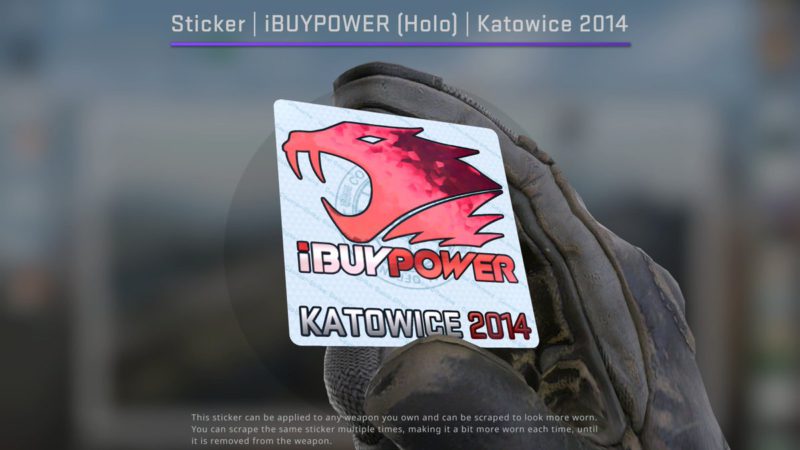 Sticker | iBUYPOWER (Holo) | Katowice 2014
iBUYPOWER
KATOWICE 2014
This sticker can be applied to any weapon you own and can be scraped to look more worn.
You can scrape the same sticker multiple times, making it a bit more worn each time, until
it is removed from the weapon.